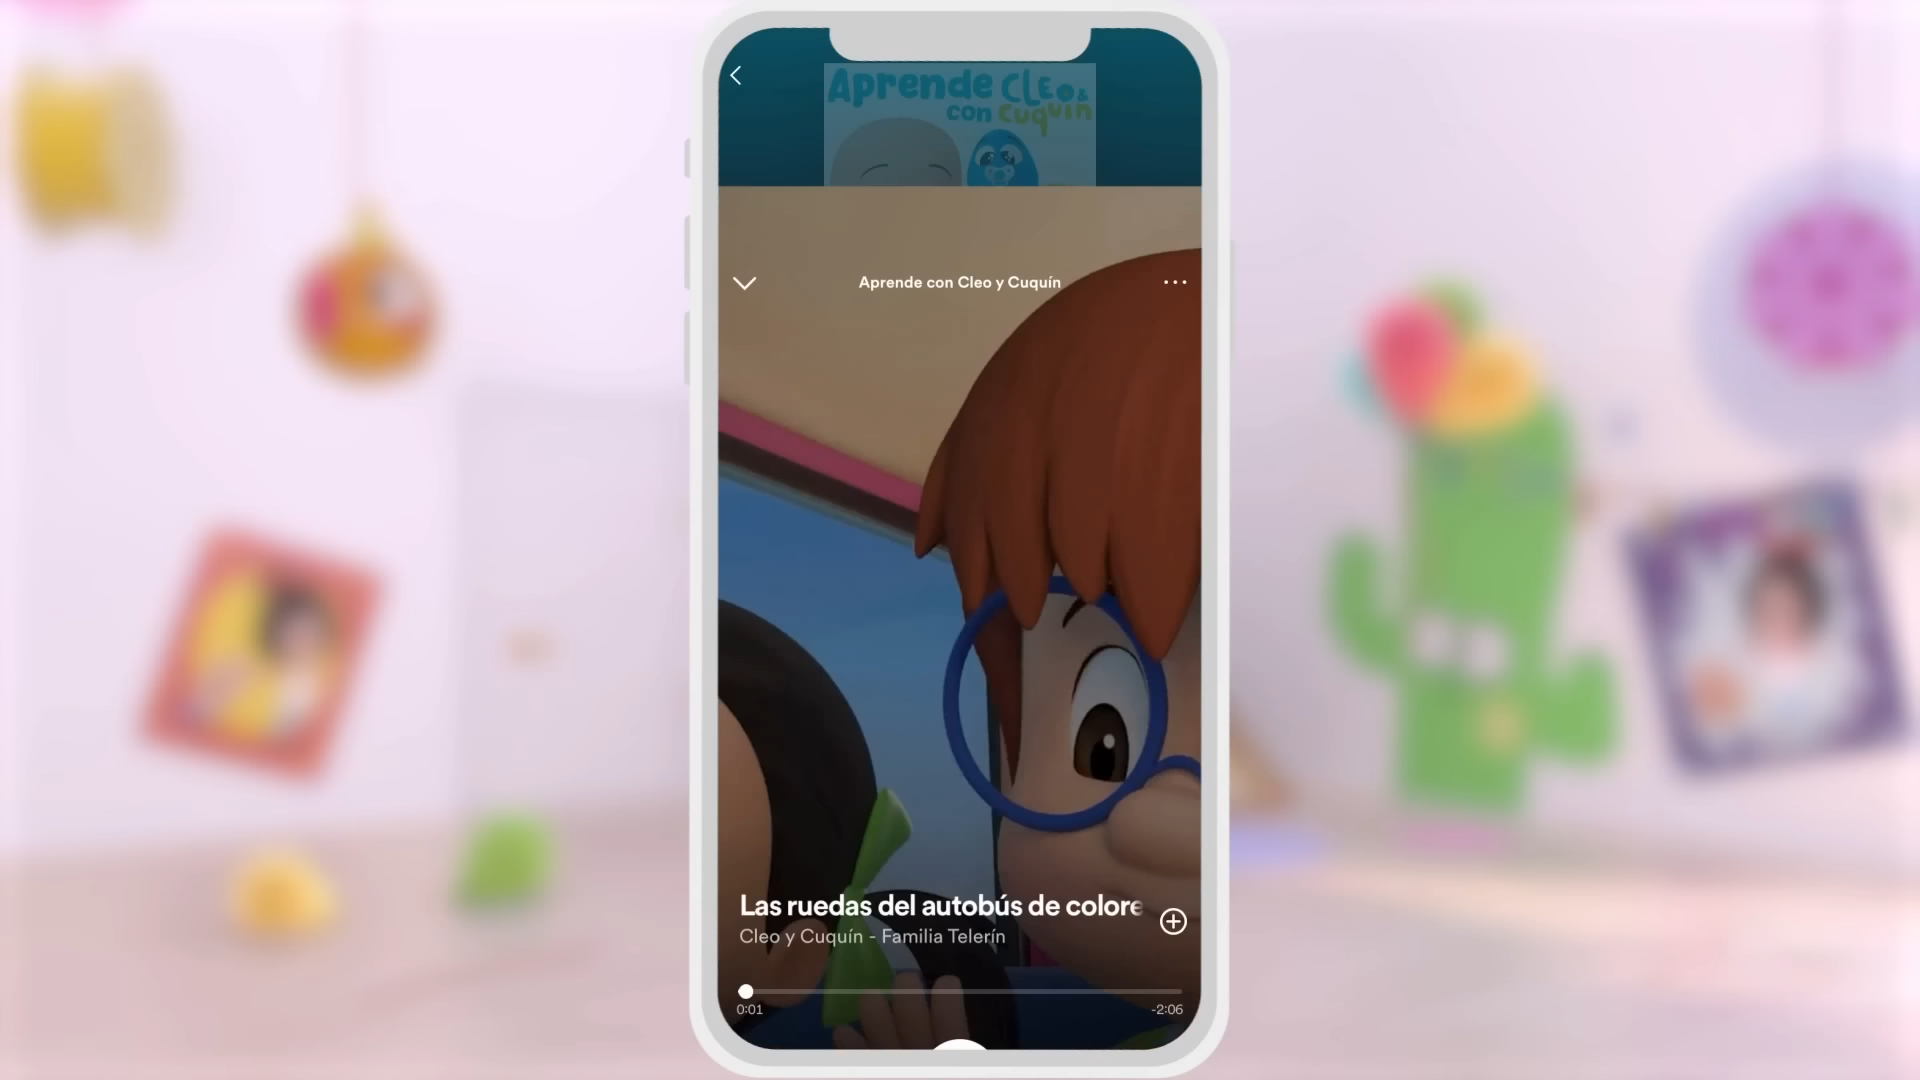 Aprende CLEO &
con cuquin
Aprende con Cleo y Cuquín
Las ruedas del autobús de colore
Cleo y Cuquín - Familia Telerín
0:01
-2:06